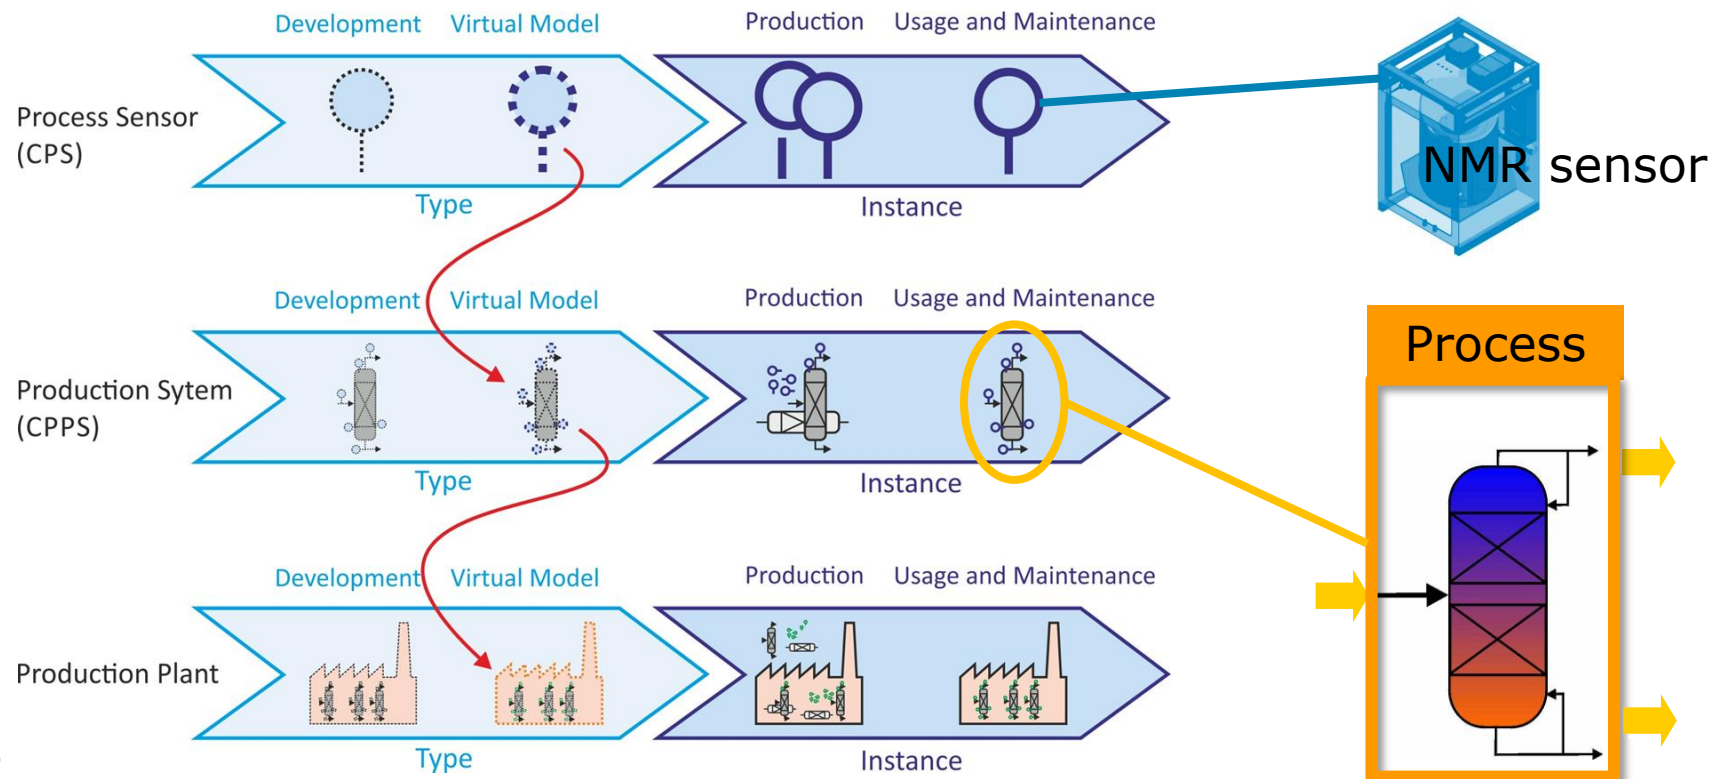 Development Virtual Model Production Usage and Maintenance
Process Sensor
(CPS)
NMR sensor
Type Instance
Development Virtual Model Production Usage and Maintenance
Process
Production Sytem
(CPPS)
Type Instance
Development Virtual Model Production Usage and Maintenance
Production Plant
Type Instance